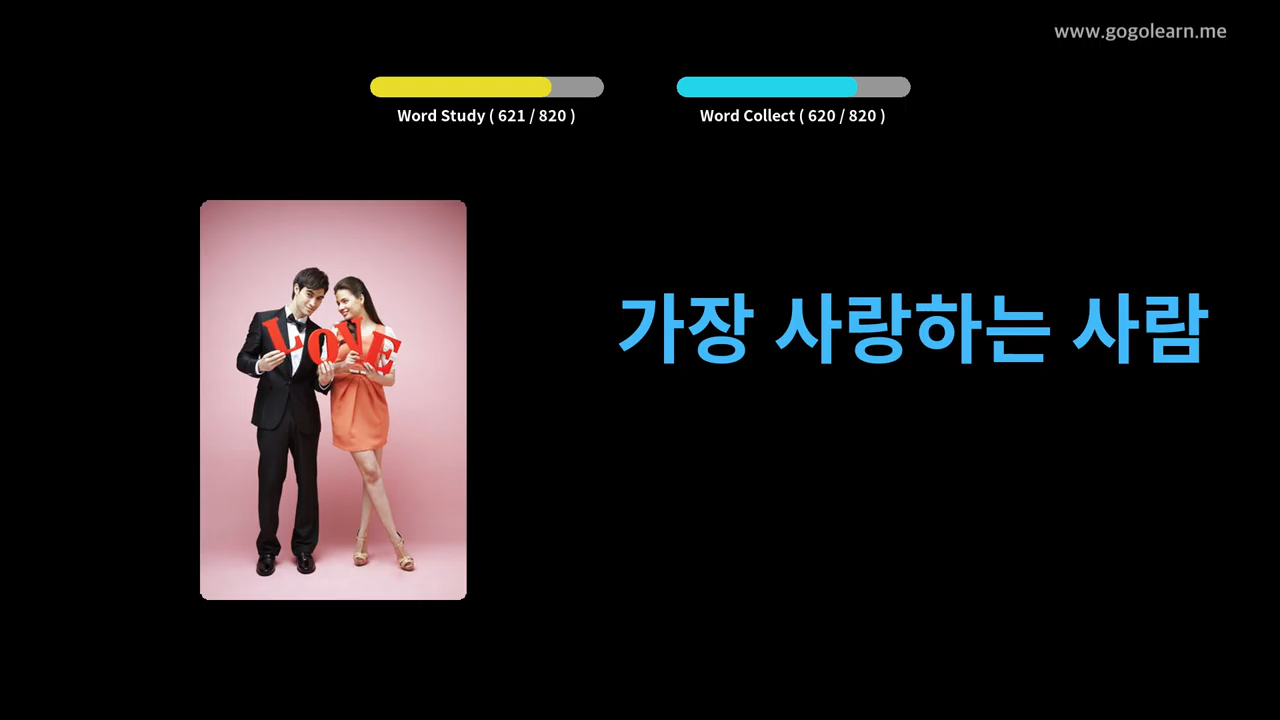 www.gogolearn.me
Word Study ( 621 / 820 )
Word Collect ( 620 / 820 )
LOVE
가장 사랑하는 사람